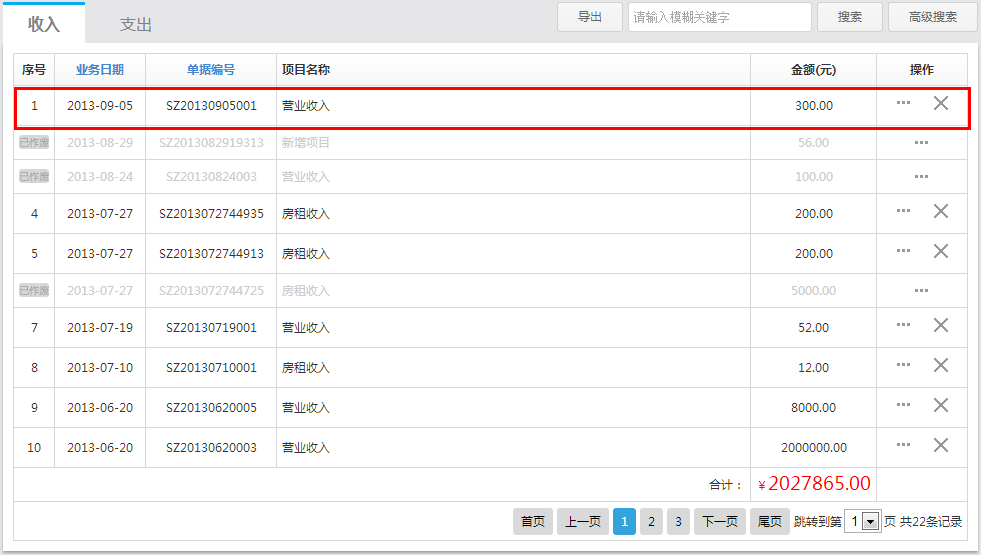 收入 支出 导出 请输入模糊关键字 搜索 高级搜索
序号 业务日期 单据编号 项目名称 金额(元) 操作
1 2013-09-05 SZ20130905001 营业收入 300.00
已作废 2013-08-29 SZ2013082919313 新增项目 56.00
已作废 2013-08-24 SZ20130824003 营业收入 100.00
4 2013-07-27 SZ2013072744935 房租收入 200.00
5 2013-07-27 SZ2013072744913 房租收入 200.00
已作废 2013-07-27 SZ2013072744725 房租收入 5000.00
7 2013-07-19 SZ20130719001 营业收入 52.00
8 2013-07-10 SZ20130710001 房租收入 12.00
9 2013-06-20 SZ20130620005 营业收入 8000.00
10 2013-06-20 SZ20130620003 营业收入 2000000.00
合计： ￥2027865.00
首页 上一页 1 2 3 下一页 尾页 跳转到第 1 页 共22条记录